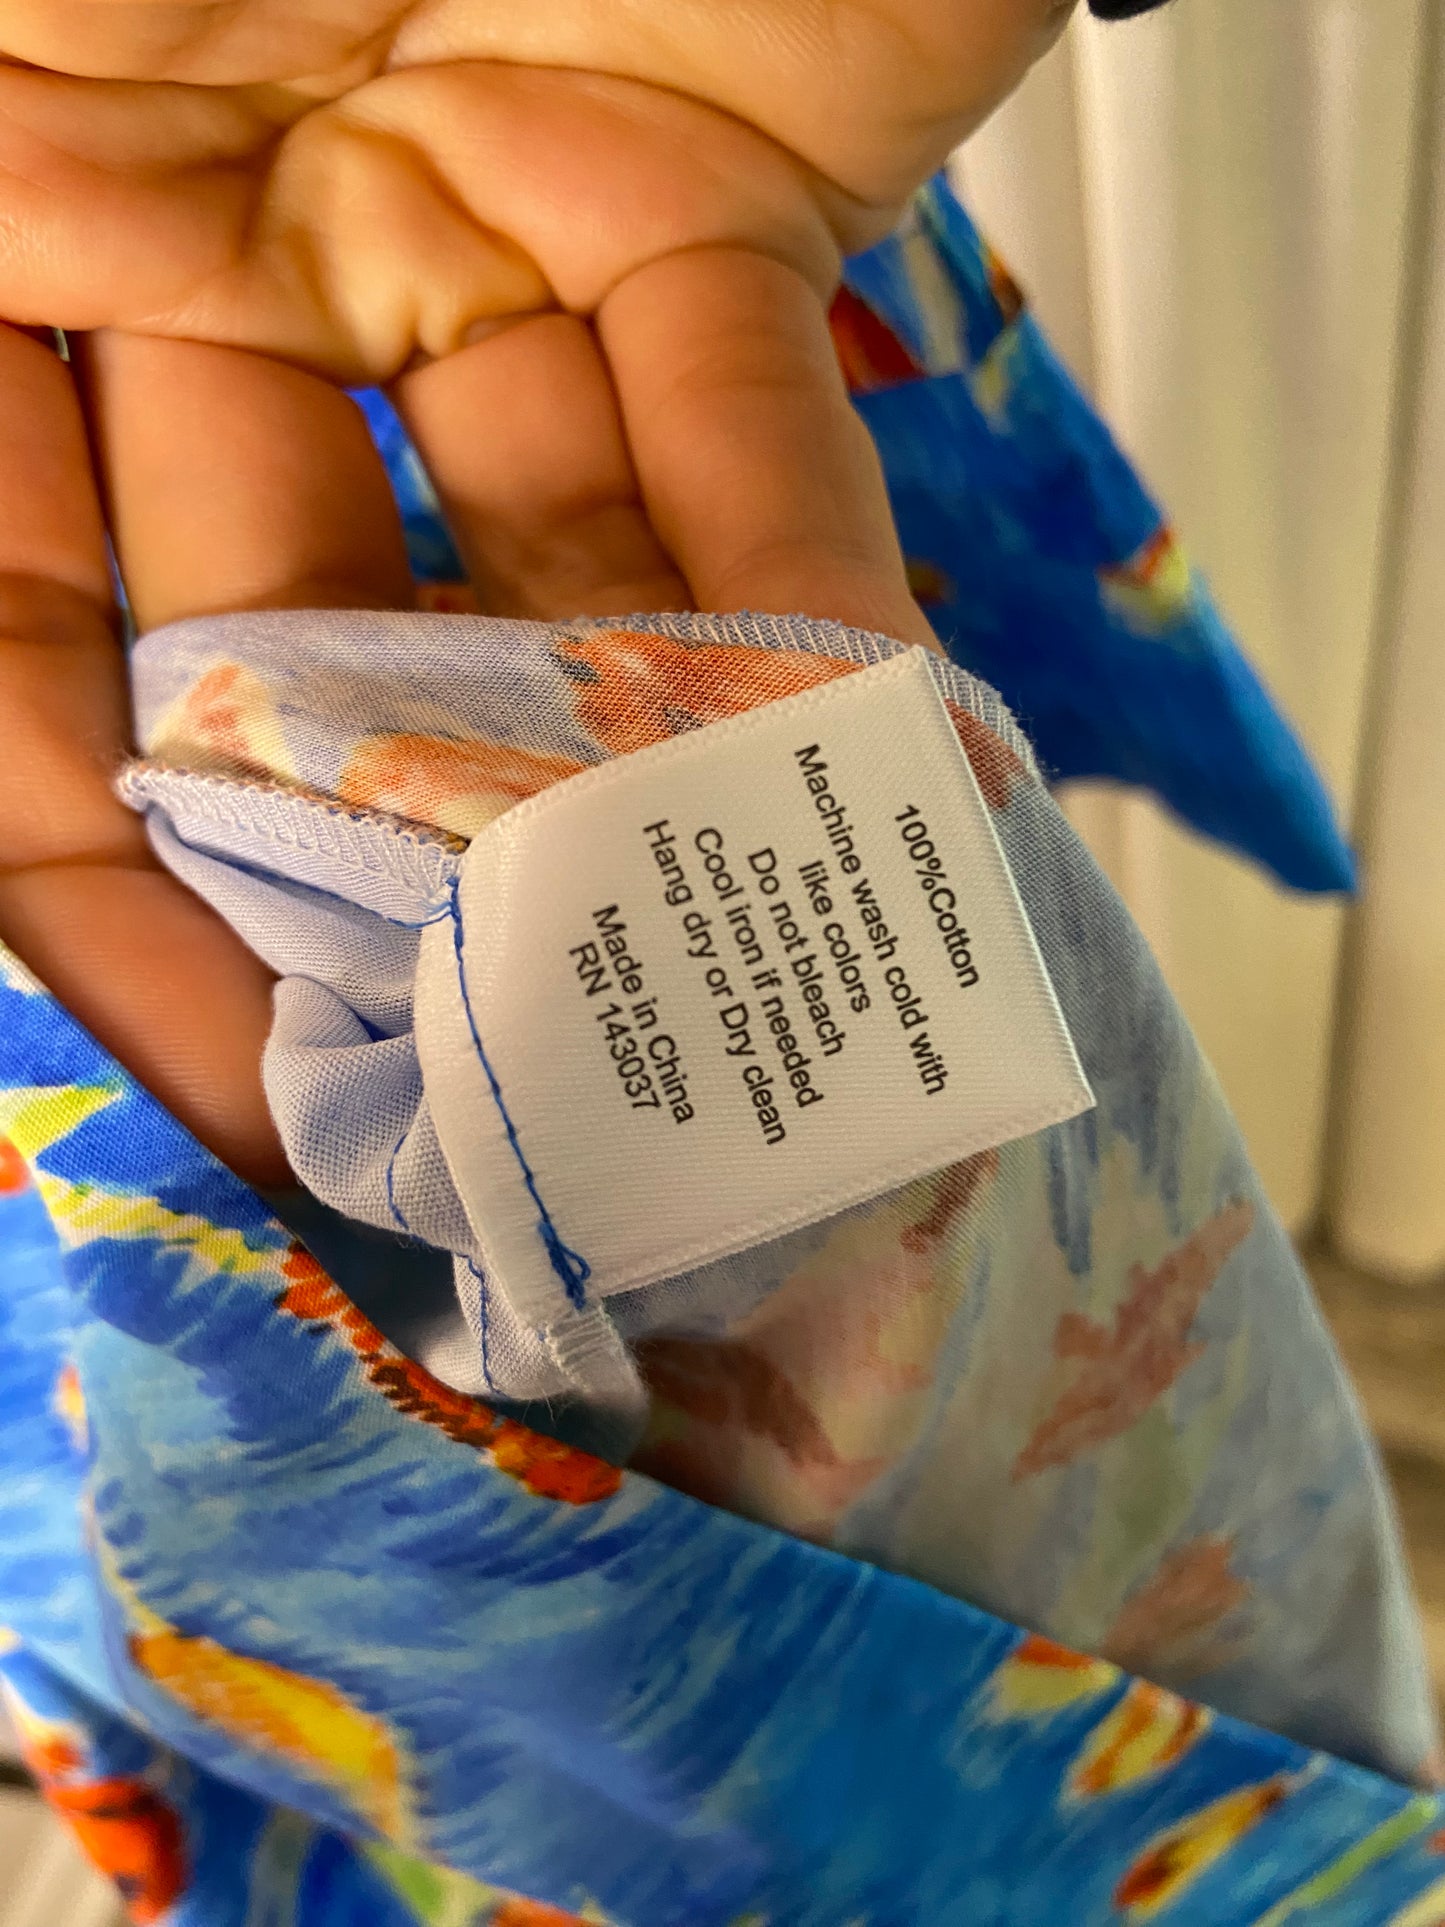 100%Cotton
Machine wash cold with
like colors
Do not bleach
Cool iron if needed
Hang dry or Dry clean
Made in China
RN 143037